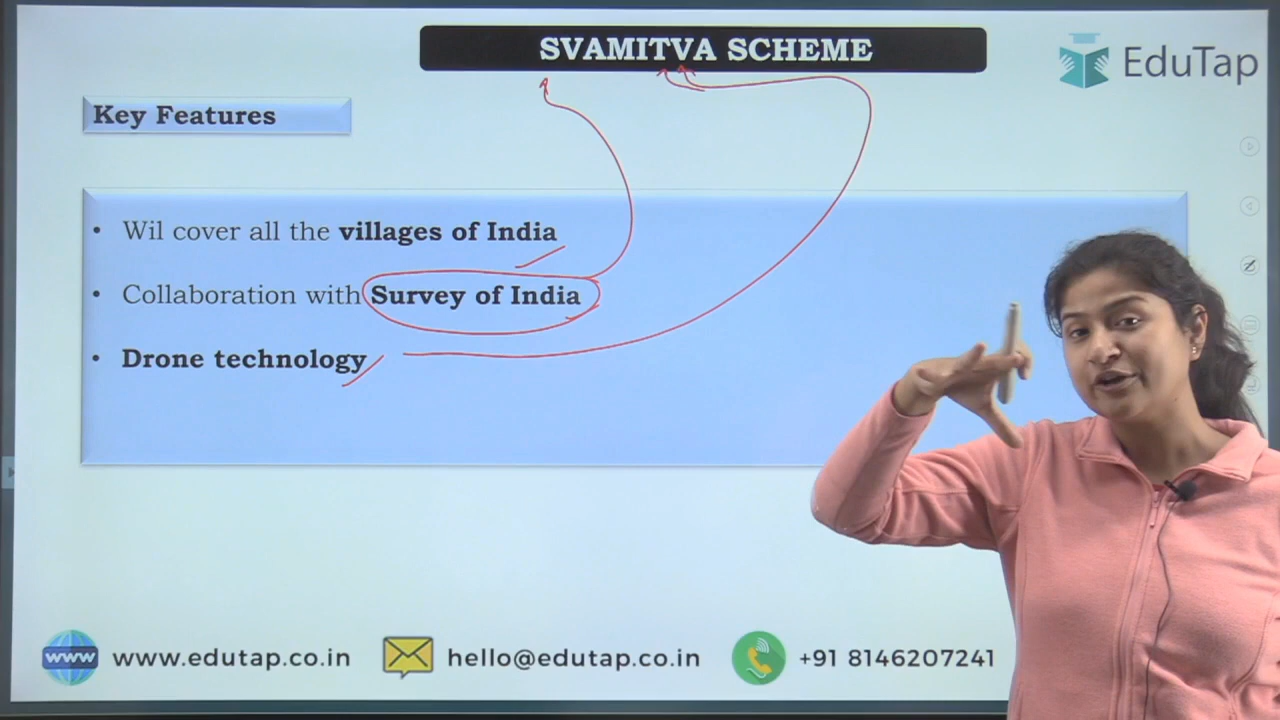 SVAMITVA SCHEME
EduTap
Key Features
• Wil cover all the villages of India
• Collaboration with Survey of India
• Drone technology
www
www.edutap.co.in
hello@edutap.co.in
+91 8146207241